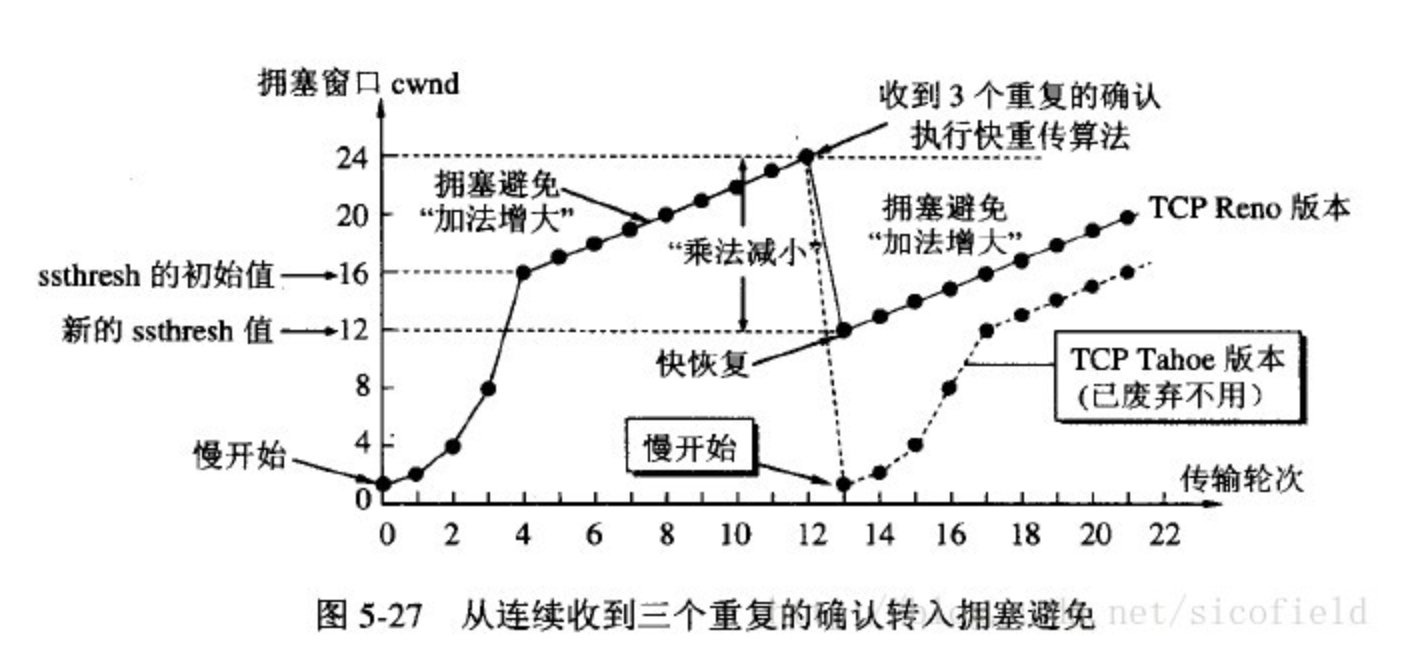 拥塞窗口 cwnd
收到 3 个重复的确认
执行快重传算法
24
拥塞避免
“加法增大”
拥塞避免
“加法增大”
TCP Reno 版本
20
“乘法减小”
ssthresh 的初始值
16
新的 ssthresh 值
12
快恢复
TCP Tahoe 版本
(已废弃不用)
8
慢开始
4
慢开始
传输轮次
0
0 2 4 6 8 10 12 14 16 18 20 22
图 5-27 从连续收到三个重复的确认转入拥塞避免
net/sicofield